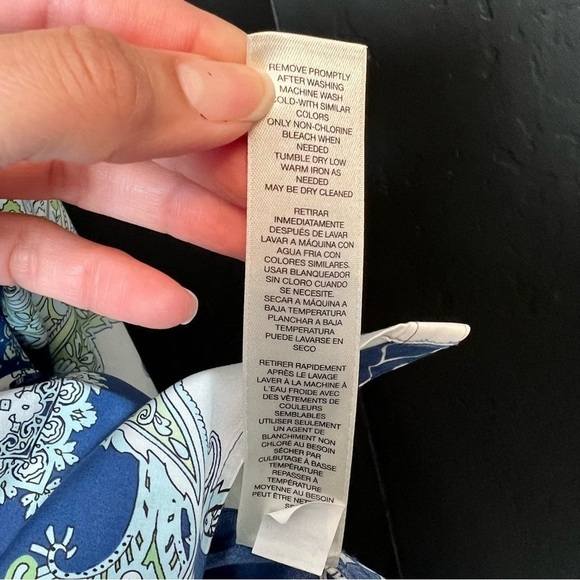 REMOVE PROMPTLY
AFTER WASHING
MACHINE WASH
COLD-WITH SIMILAR
COLORS
ONLY NON-CHLORINE
BLEACH WHEN
NEEDED
TUMBLE DRY LOW
WARM IRON AS
NEEDED
MAY BE DRY CLEANED
RETIRAR
INMEDIATAMENTE
DESPUÉS DE LAVAR
LAVAR A MÁQUINA CON
AGUA FRIA CON
COLORES SIMILARES.
USAR BLANQUEADOR
SIN CLORO CUANDO
SE NECESITE.
SECAR A MÁQUINA A
BAJA TEMPERATURA
PLANCHAR A BAJA
TEMPERATURA
PUEDE LAVARSE EN
SECO
RETIRER RAPIDEMENT
APRÈS LE LAVAGE
LAVER À LA MACHINE À
L'EAU FROIDE AVEC
DES VÊTEMENTS DE
COULEURS
SEMBLABLES
UTILISER SEULEMENT
UN AGENT DE
BLANCHIMENT NON
CHLORÉ AU BESOIN
SÉCHER PAR
CULBUTAGE À BASSE
TEMPÉRATURE
REPASSER À
TEMPÉRATURE
MOYENNE AU BESOIN
PEUT ÊTRE